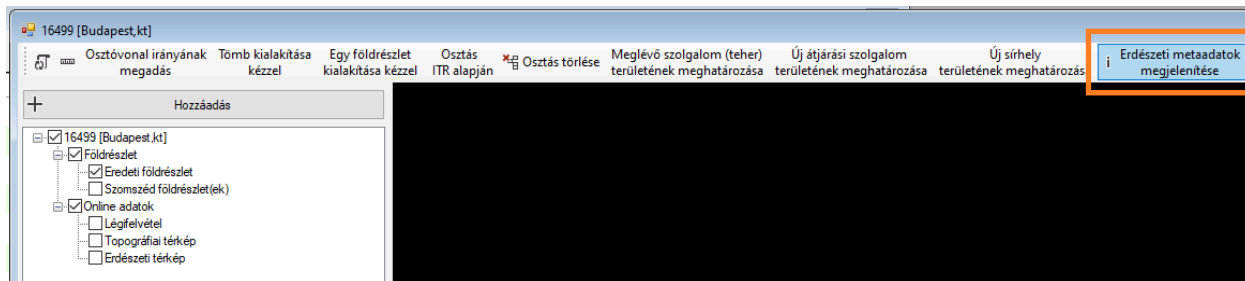 16499 [Budapest,kt]
Osztóvonal irányának megadás
Tömb kialakítása kézzel
Egy földrészlet kialakítása kézzel
Osztás ITR alapján
Osztás törlése
Meglévő szolgalom (teher) területének meghatározása
Új átjárási szolgalom területének meghatározása
Új sírhely területének meghatározás
i Erdészeti metaadatok megjelenítése
+ Hozzáadás
16499 [Budapest,kt]
Földrészlet
Eredeti földrészlet
Szomszéd földrészlet(ek)
Online adatok
Légifelvétel
Topográfiai térkép
Erdészeti térkép